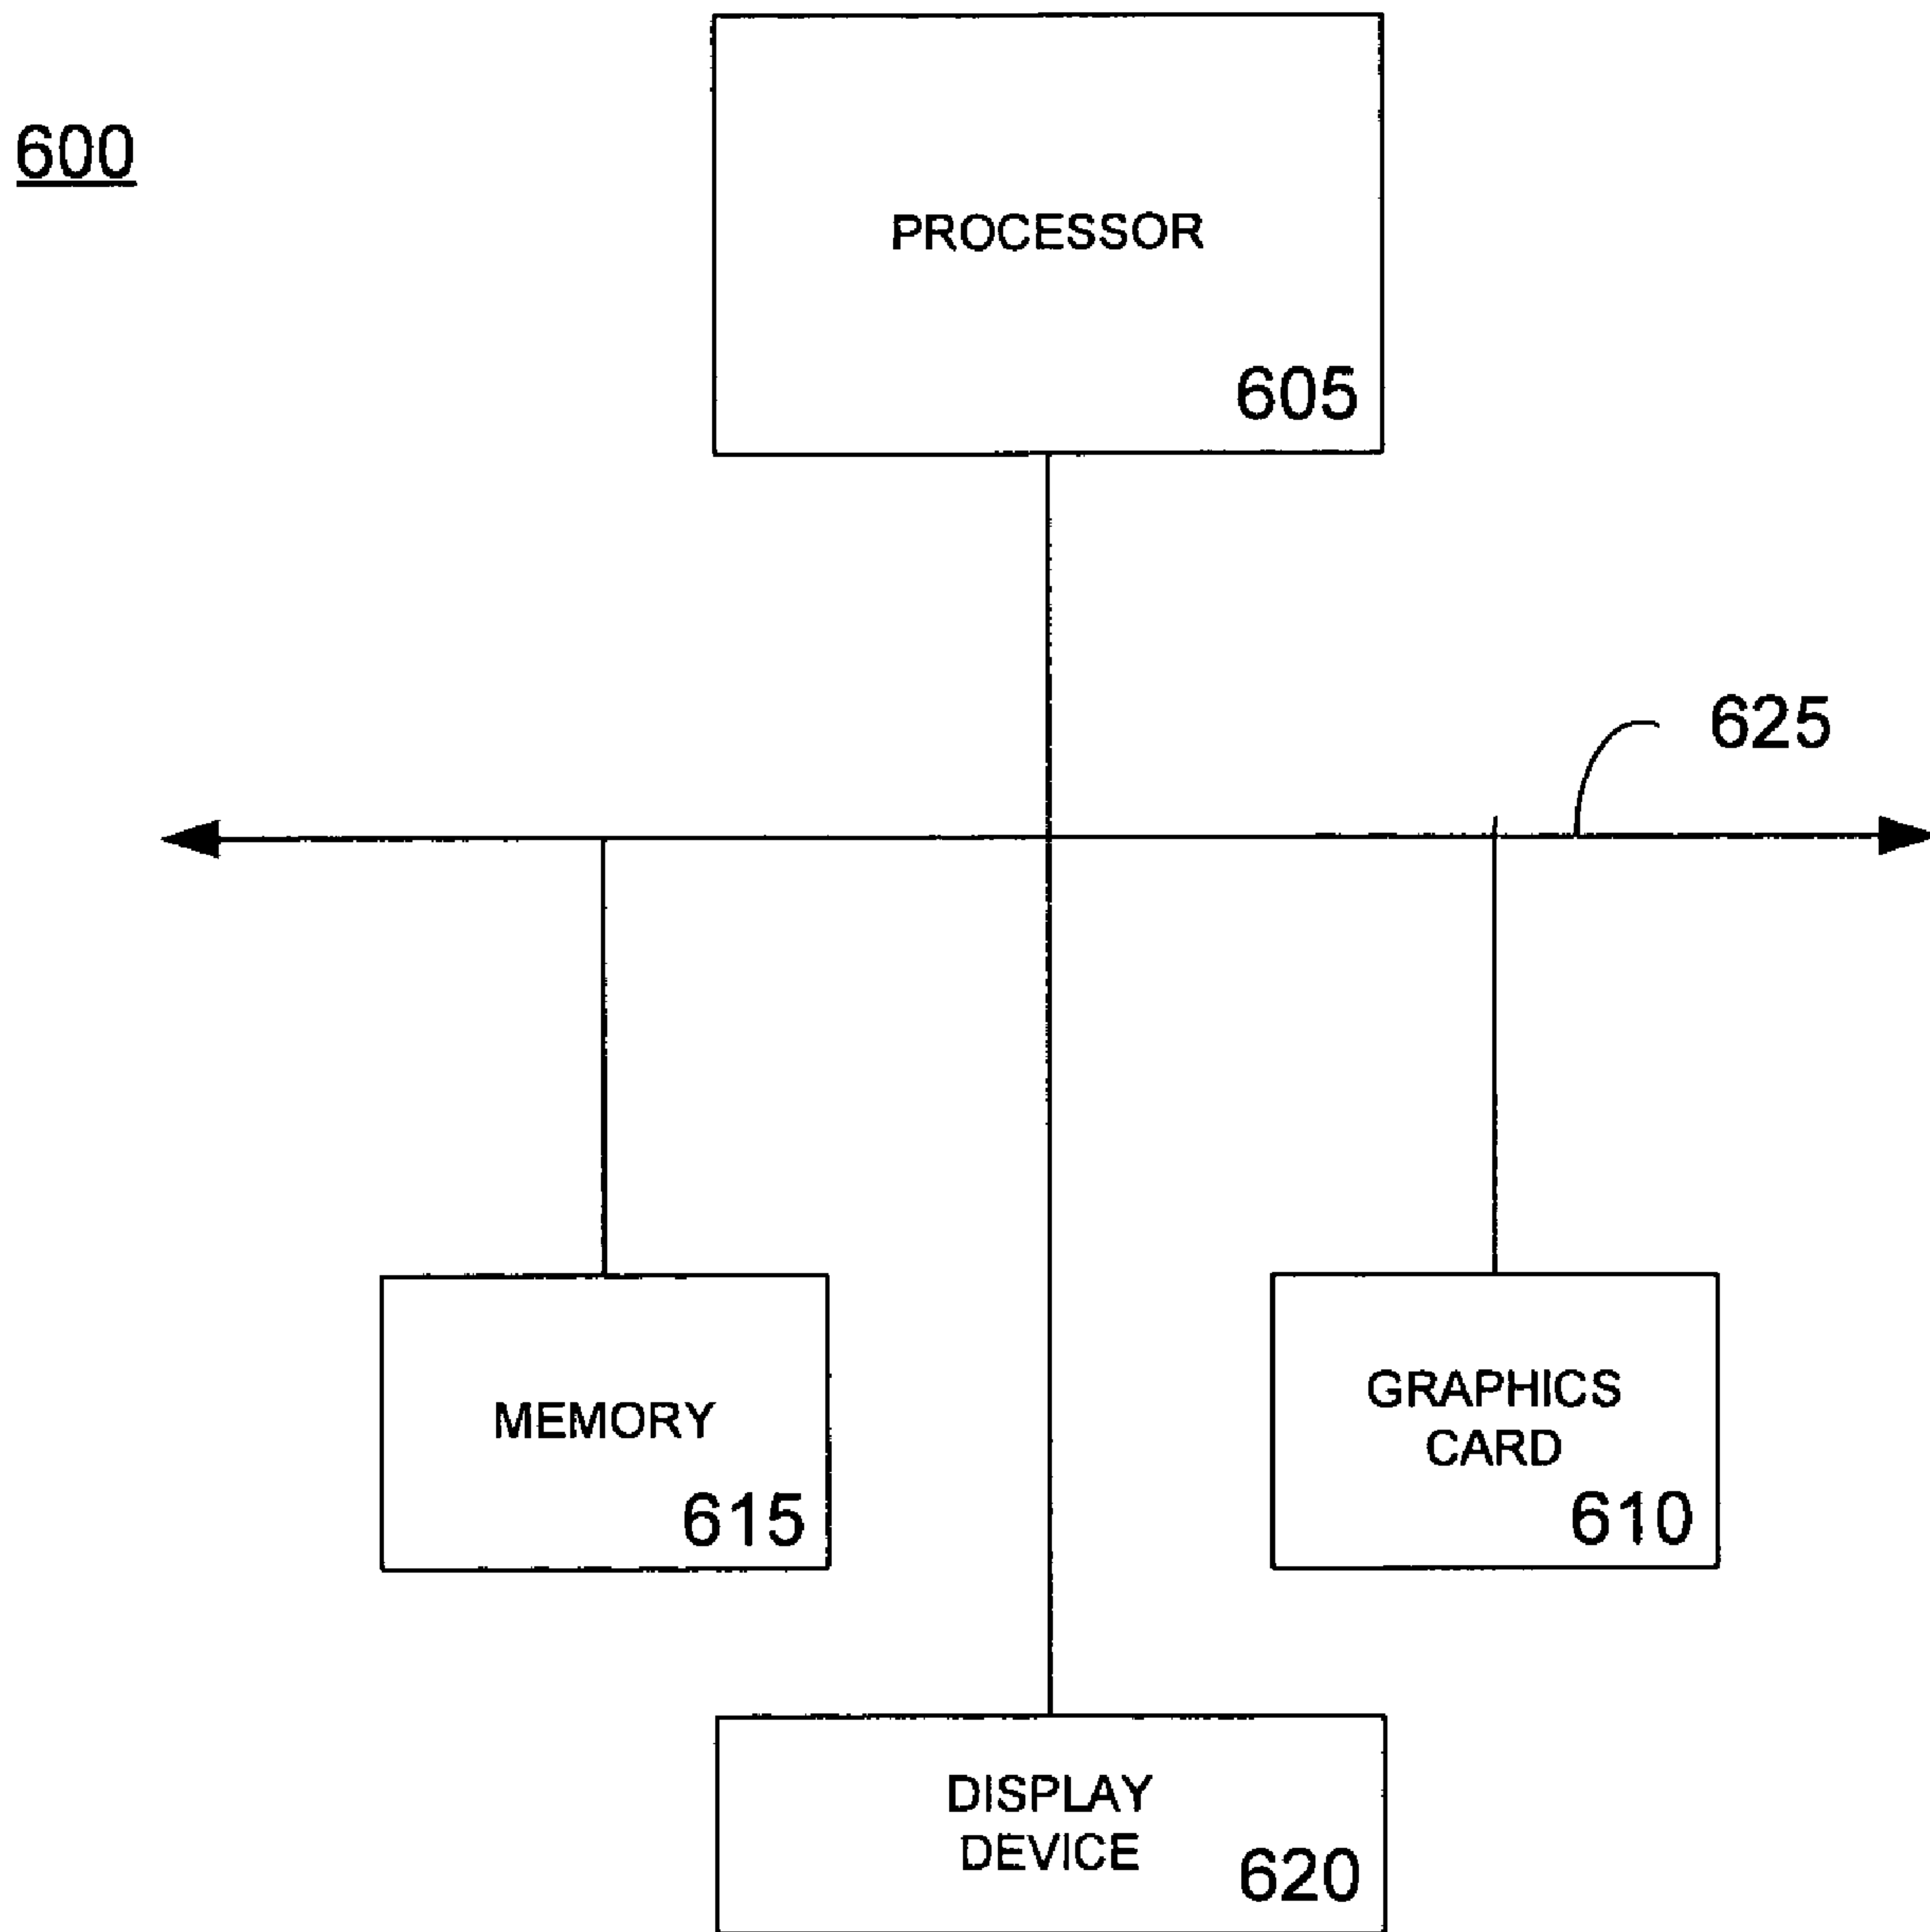 600
PROCESSOR
605
625
MEMORY
615
GRAPHICS
CARD
610
DISPLAY
DEVICE
620